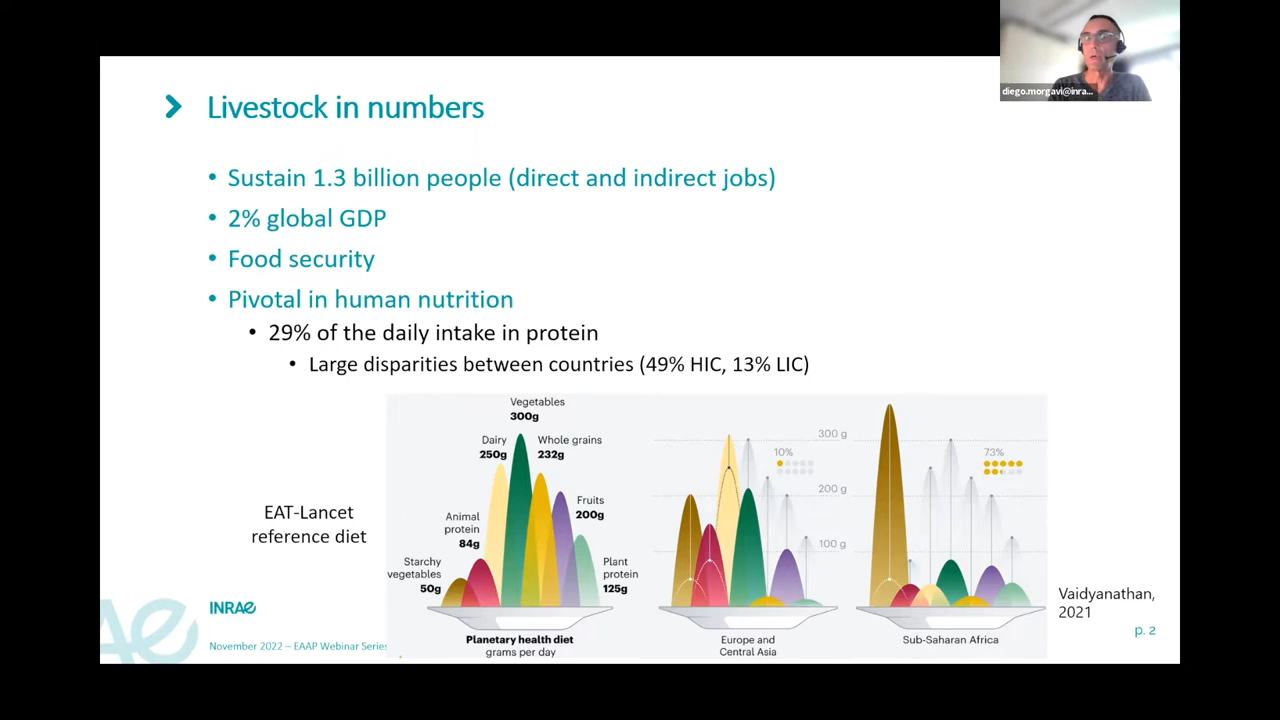 diego.morgavi@inra...
Livestock in numbers
• Sustain 1.3 billion people (direct and indirect jobs)
• 2% global GDP
• Food security
• Pivotal in human nutrition
• 29% of the daily intake in protein
• Large disparities between countries (49% HIC, 13% LIC)
EAT-Lancet
reference diet
Vegetables
300g
Dairy
250g
Whole grains
232g
Fruits
200g
Animal
protein
84g
Starchy
vegetables
50g
Plant
protein
125g
Planetary health diet
grams per day
10%
Europe and
Central Asia
300 g
200 g
100 g
73%
Sub-Saharan Africa
Vaidyanathan,
2021
INRAE
November 2022 – EAAP Webinar Series
p. 2